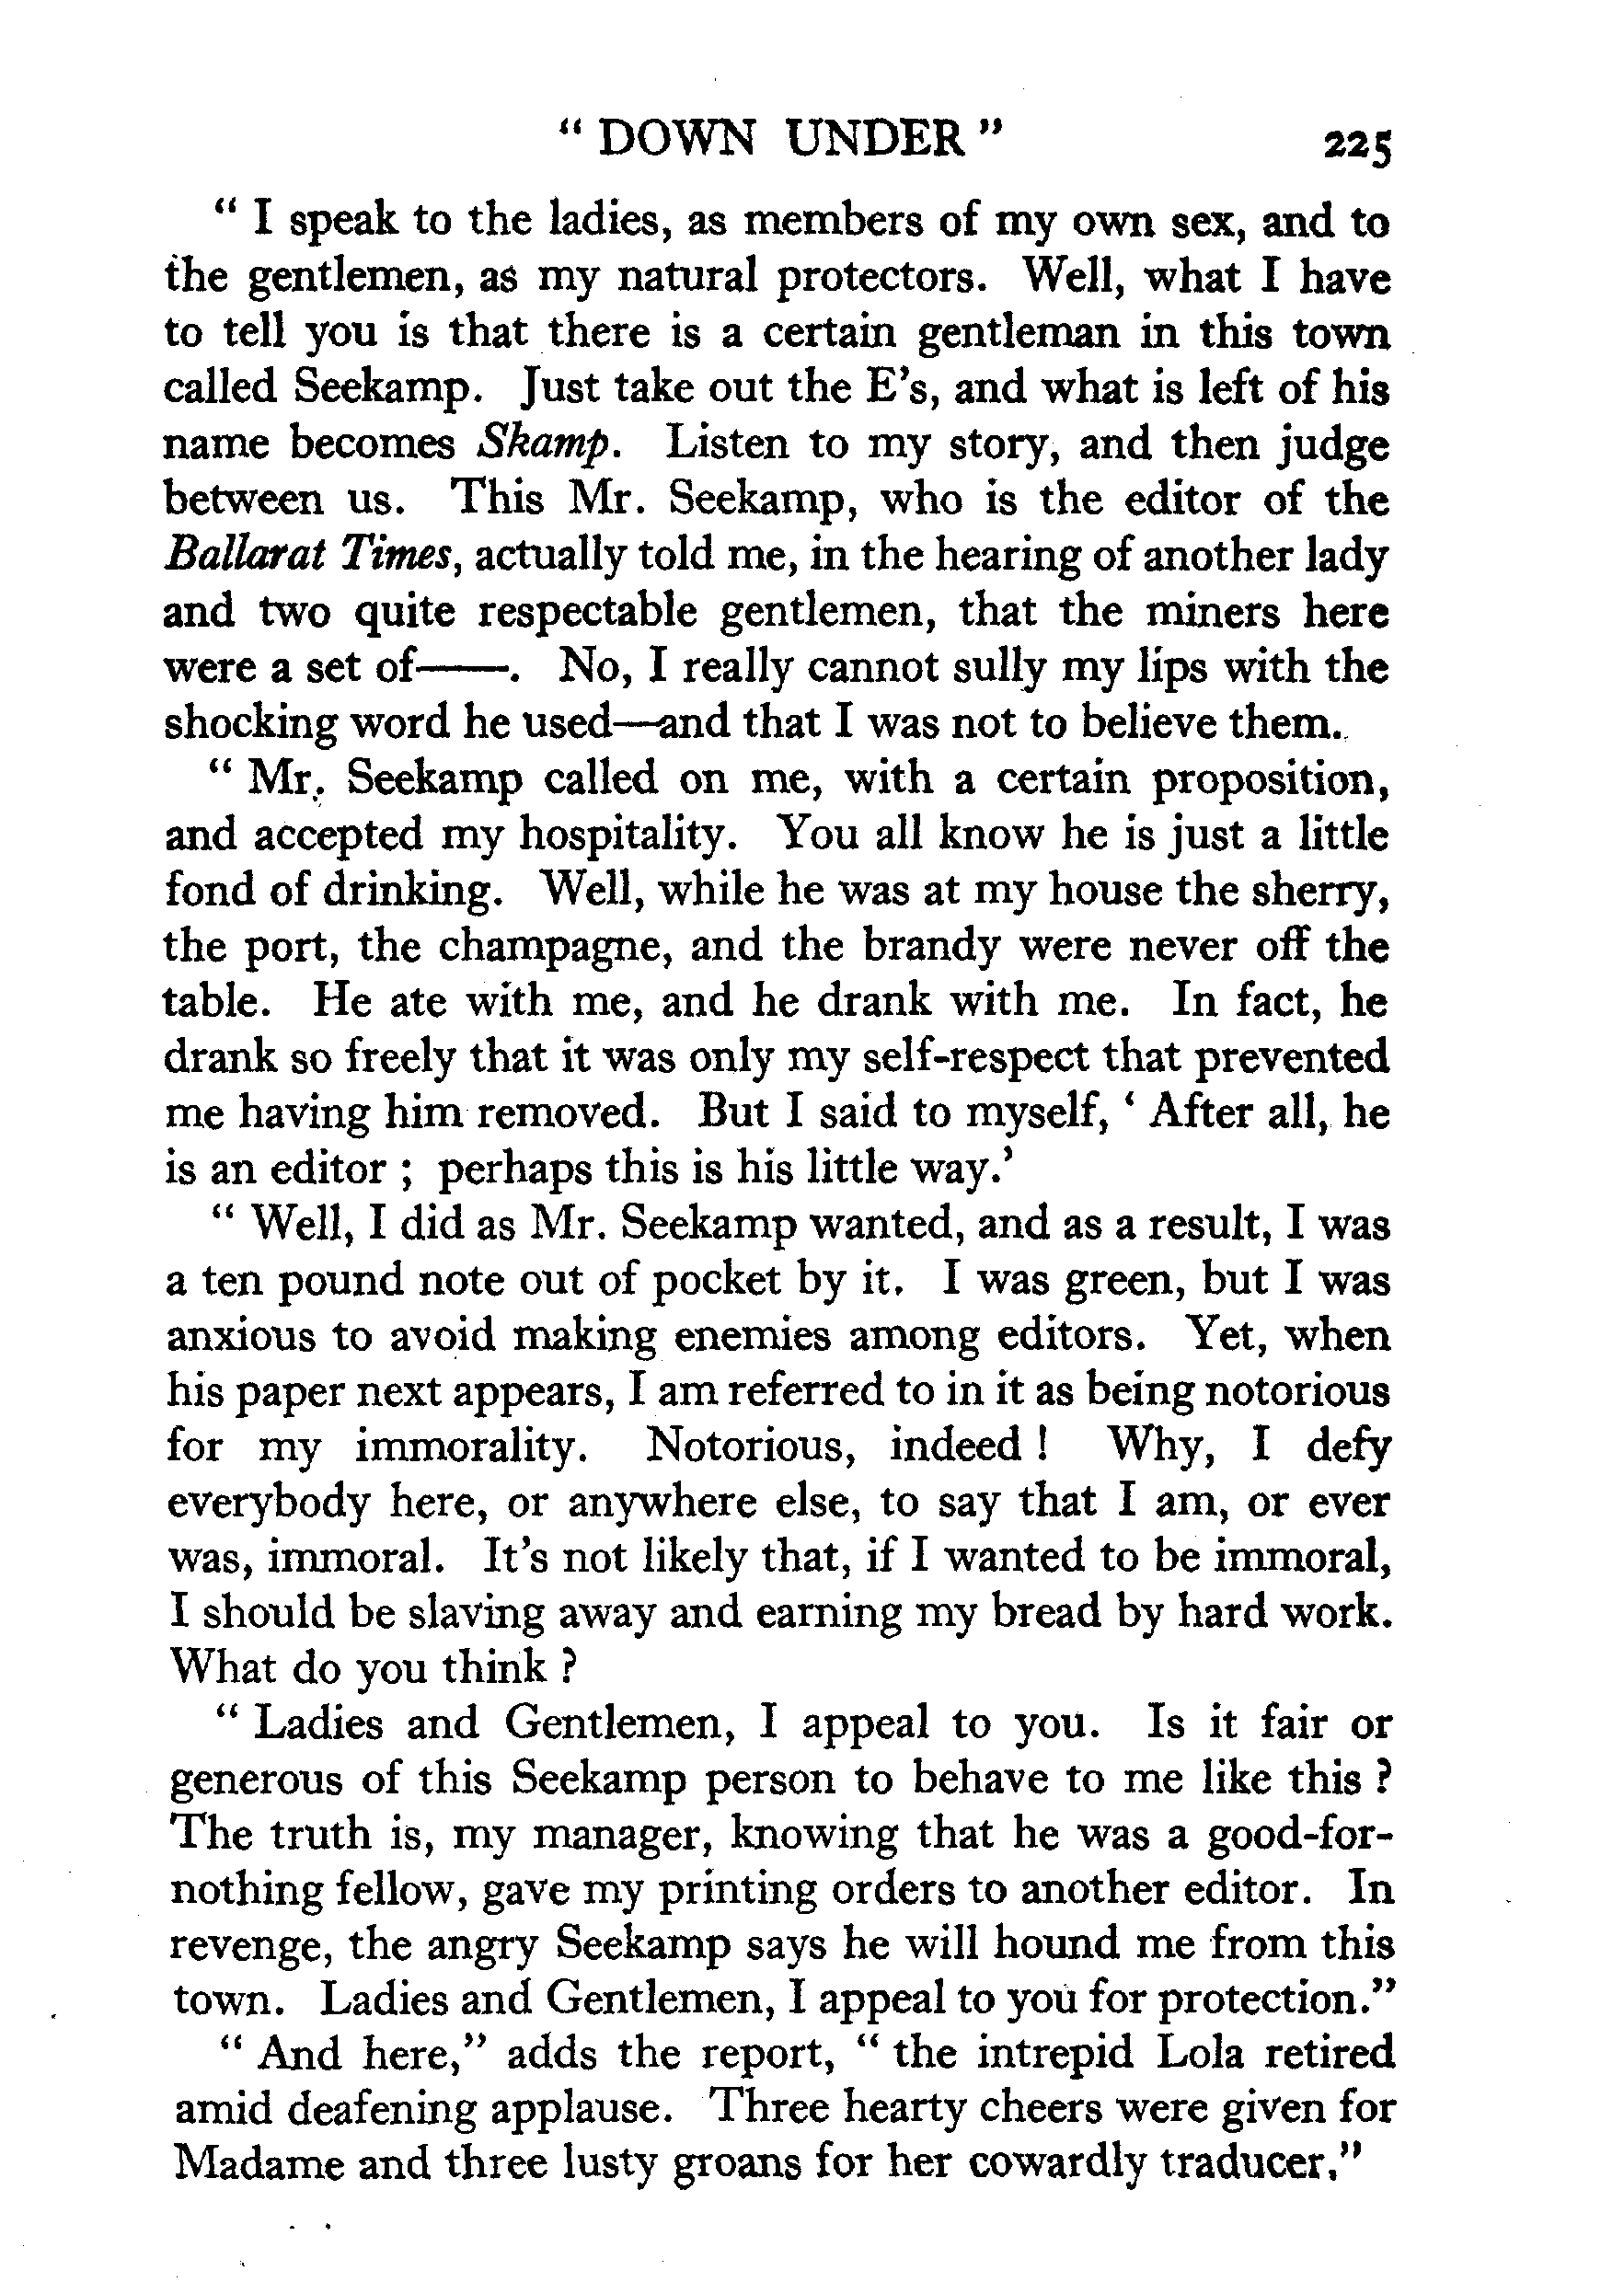 “ DOWN UNDER ” 225
“ I speak to the ladies, as members of my own sex, and to
the gentlemen, as my natural protectors. Well, what I have
to tell you is that there is a certain gentleman in this town
called Seekamp. Just take out the E’s, and what is left of his
name becomes Skamp. Listen to my story, and then judge
between us. This Mr. Seekamp, who is the editor of the
Ballarat Times, actually told me, in the hearing of another lady
and two quite respectable gentlemen, that the miners here
were a set of——. No, I really cannot sully my lips with the
shocking word he used—and that I was not to believe them.
“ Mr. Seekamp called on me, with a certain proposition,
and accepted my hospitality. You all know he is just a little
fond of drinking. Well, while he was at my house the sherry,
the port, the champagne, and the brandy were never off the
table. He ate with me, and he drank with me. In fact, he
drank so freely that it was only my self-respect that prevented
me having him removed. But I said to myself, ‘ After all, he
is an editor ; perhaps this is his little way.’
“ Well, I did as Mr. Seekamp wanted, and as a result, I was
a ten pound note out of pocket by it. I was green, but I was
anxious to avoid making enemies among editors. Yet, when
his paper next appears, I am referred to in it as being notorious
for my immorality. Notorious, indeed ! Why, I defy
everybody here, or anywhere else, to say that I am, or ever
was, immoral. It’s not likely that, if I wanted to be immoral,
I should be slaving away and earning my bread by hard work.
What do you think ?
“ Ladies and Gentlemen, I appeal to you. Is it fair or
generous of this Seekamp person to behave to me like this ?
The truth is, my manager, knowing that he was a good-for-
nothing fellow, gave my printing orders to another editor. In
revenge, the angry Seekamp says he will hound me from this
town. Ladies and Gentlemen, I appeal to you for protection.”
“ And here,” adds the report, “ the intrepid Lola retired
amid deafening applause. Three hearty cheers were given for
Madame and three lusty groans for her cowardly traducer.”